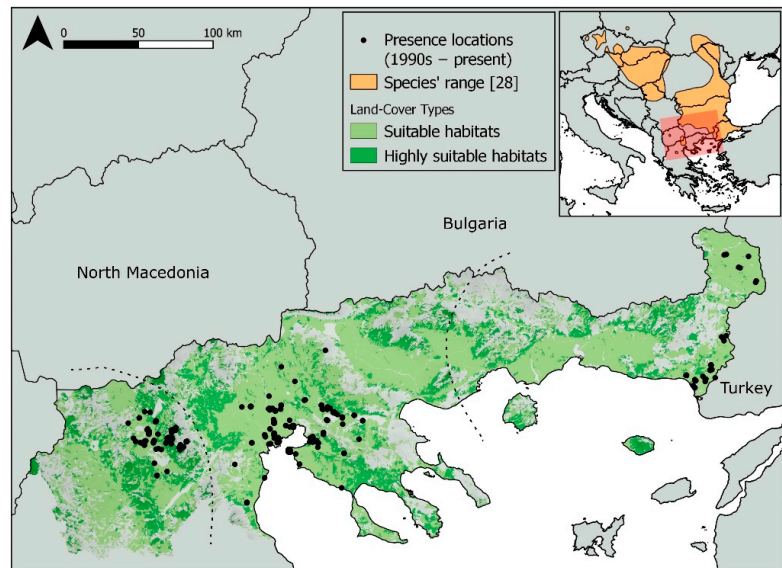 0 50 100 km
Presence locations
(1990s – present)
Species' range [28]
Land-Cover Types
Suitable habitats
Highly suitable habitats
Bulgaria
North Macedonia
Turkey